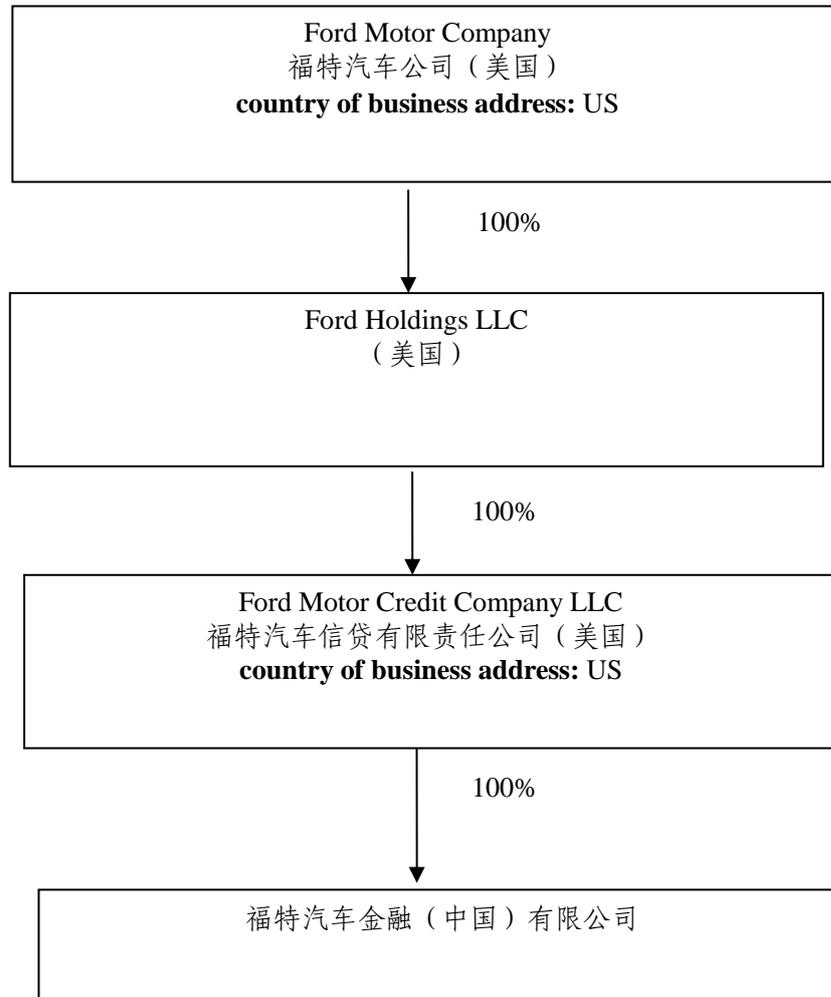 Ford Motor Company
福特汽车公司（美国）
country of business address: US
100%
Ford Holdings LLC
（美国）
100%
Ford Motor Credit Company LLC
福特汽车信贷有限责任公司（美国）
country of business address: US
100%
福特汽车金融（中国）有限公司